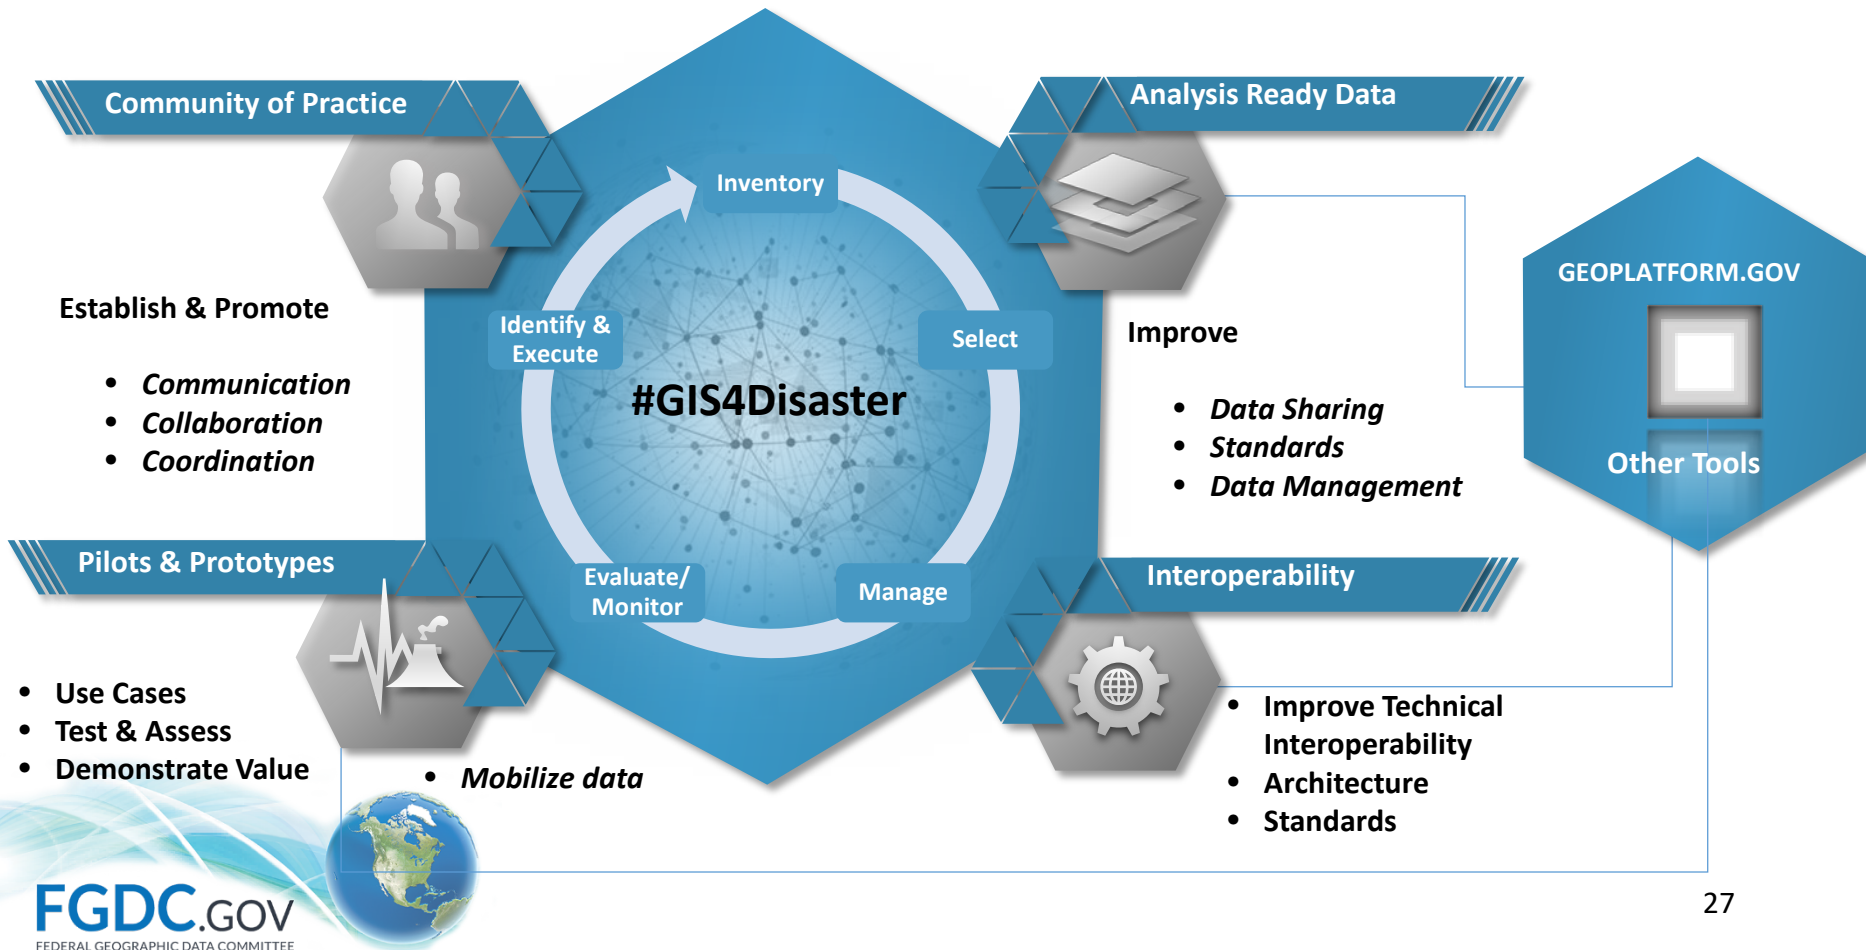 Community of Practice
Establish & Promote
• Communication
• Collaboration
• Coordination
Pilots & Prototypes
• Use Cases
• Test & Assess
• Demonstrate Value
• Mobilize data
Inventory
Select
Manage
Evaluate/
Monitor
Identify &
Execute
#GIS4Disaster
Analysis Ready Data
Improve
• Data Sharing
• Standards
• Data Management
Interoperability
• Improve Technical
Interoperability
• Architecture
• Standards
GEOPLATFORM.GOV
Other Tools
FGDC.GOV
FEDERAL GEOGRAPHIC DATA COMMITTEE
27